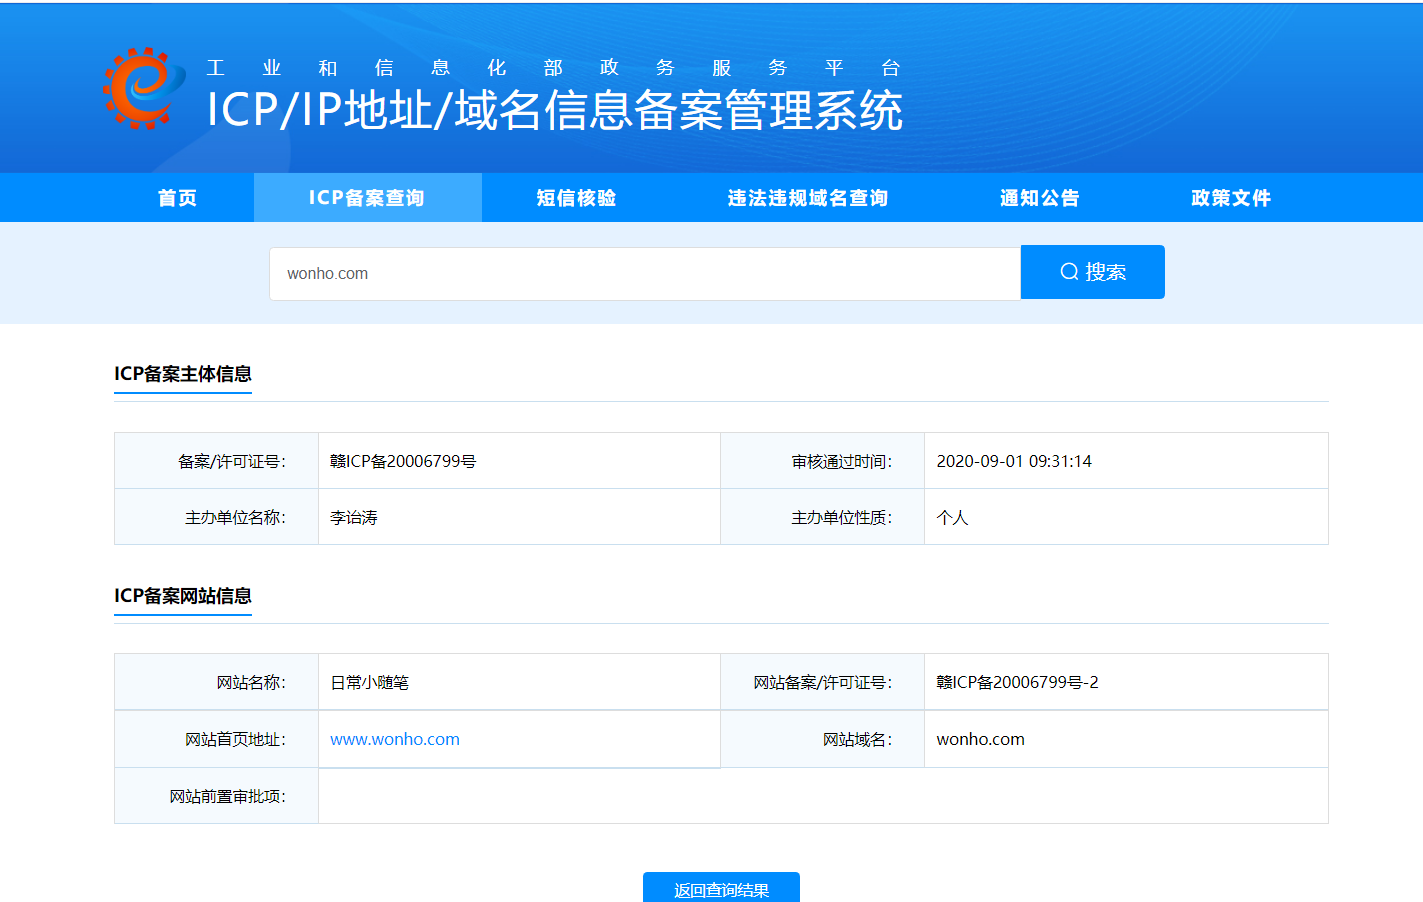 工业和信息化部政务服务平台
ICP/IP地址/域名信息备案管理系统
首页 ICP备案查询 短信核验 违法违规域名查询 通知公告 政策文件
wonho.com 搜索
ICP备案主体信息
备案/许可证号： 赣ICP备20006799号 审核通过时间： 2020-09-01 09:31:14
主办单位名称： 李诒涛 主办单位性质： 个人
ICP备案网站信息
网站名称： 日常小随笔 网站备案/许可证号： 赣ICP备20006799号-2
网站首页地址： www.wonho.com 网站域名： wonho.com
网站前置审批项：
返回查询结果